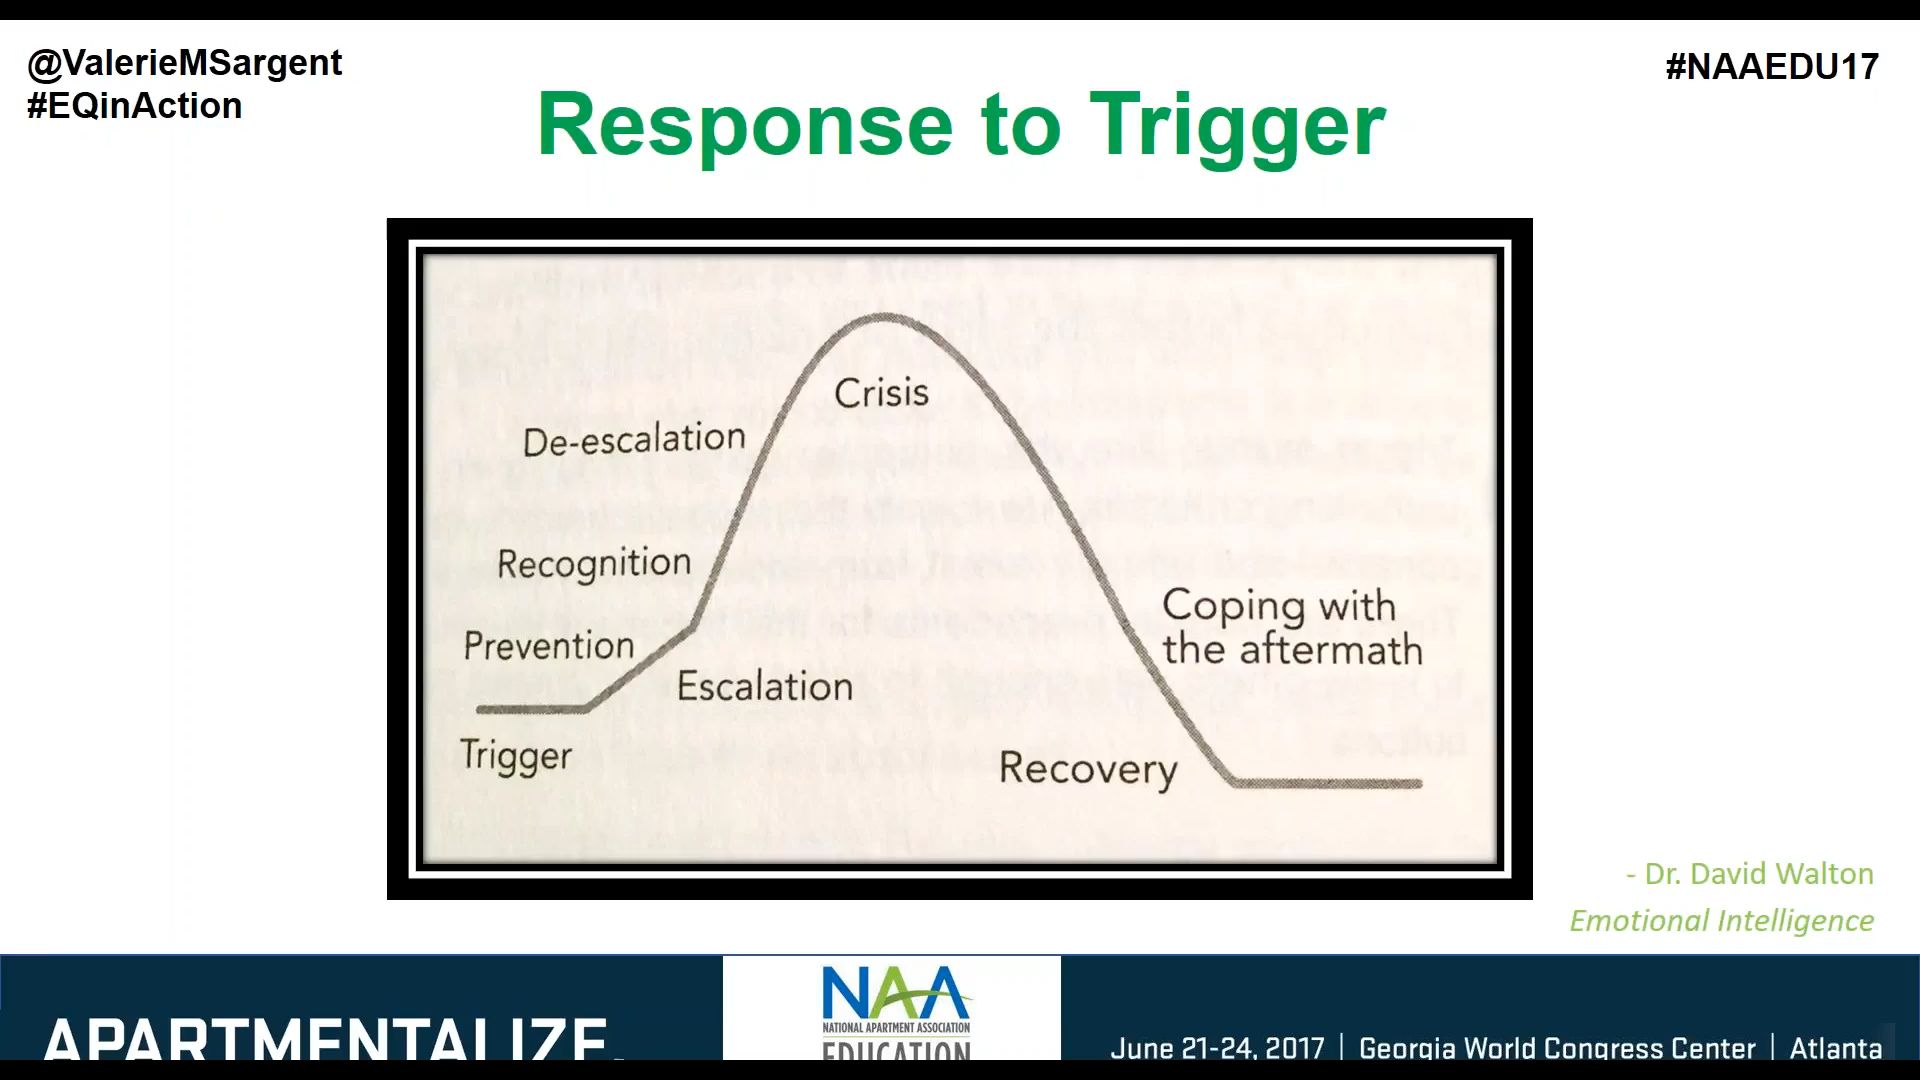 @ValerieMSargent
#EQinAction
#NAAEDU17
Response to Trigger
Crisis
De-escalation
Recognition
Prevention
Escalation
Trigger
Coping with
the aftermath
Recovery
- Dr. David Walton
Emotional Intelligence
APARTMENTALIZE.
NAA
NATIONAL APARTMENT ASSOCIATION
EDUCATION
June 21-24, 2017 | Georgia World Congress Center | Atlanta